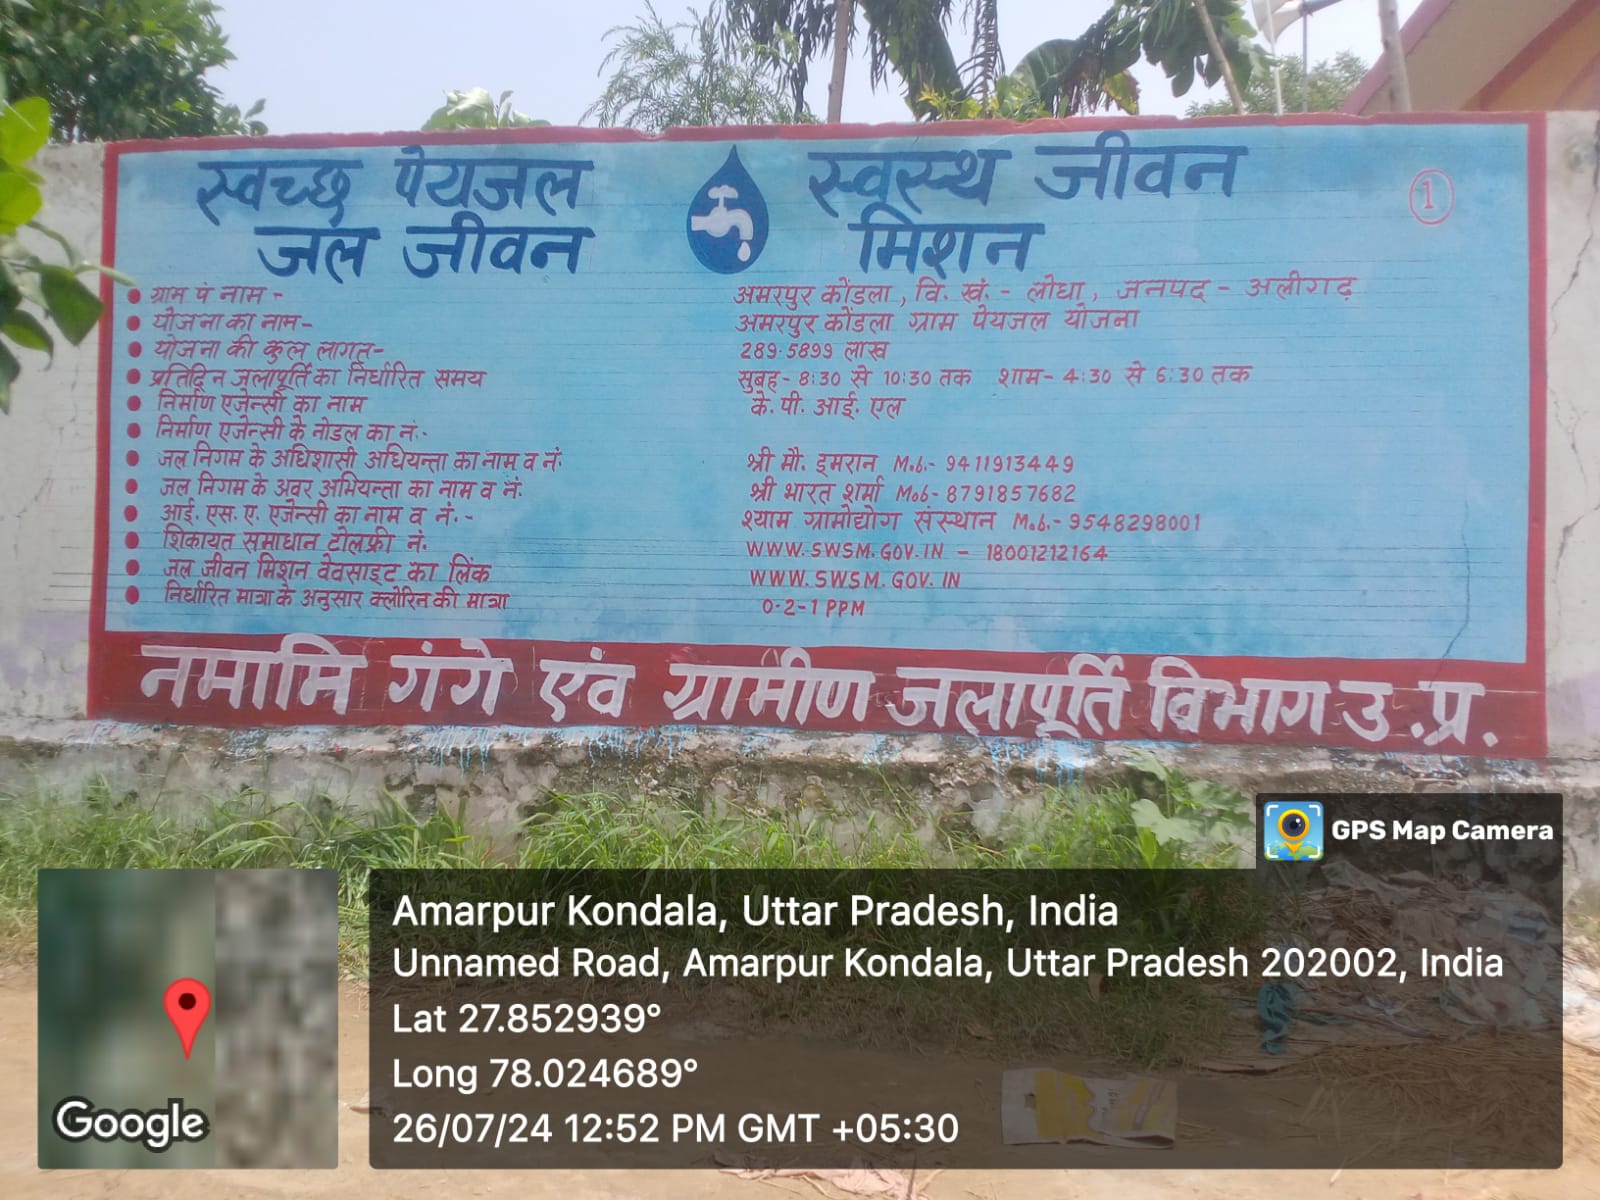 स्वच्छ पेयजल स्वस्थ जीवन
जल जीवन मिशन
1
● ग्राम पं नाम - अमरपुर कोंडला, वि. खं. - लोधा, जनपद - अलीगढ़
● योजना का नाम - अमरपुर कोंडला ग्राम पेयजल योजना
● योजना की कुल लागत - 289.5899 लाख
● प्रतिदिन जलापूर्ति का निर्धारित समय सुबह - 8:30 से 10:30 तक शाम - 4:30 से 6:30 तक
● निर्माण एजेन्सी का नाम के. पी. आई. एल
● निर्माण एजेन्सी के नोडल का नं.-
● जल निगम के अधिशासी अधियन्ता का नाम व नं. श्री मौ. इमरान Mob.- 9411913449
● जल निगम के अवर अभियन्ता का नाम व नं. श्री भारत शर्मा Mob- 8791857682
● आई. एस. ए. एजेन्सी का नाम व नं.- श्याम ग्रामोद्योग संस्थान Mob.- 9548298001
● शिकायत समाधान टोलफ्री नं. WWW.SWSM.GOV.IN - 18001212164
● जल जीवन मिशन वेवसाइट का लिंक WWW.SWSM.GOV.IN
● निर्धारित मात्रा के अनुसार क्लोरिन की मात्रा 0-2-1 PPM
नमामि गंगे एंव ग्रामीण जलापूर्ति विभाग उ.प्र.
GPS Map Camera
Amarpur Kondala, Uttar Pradesh, India
Unnamed Road, Amarpur Kondala, Uttar Pradesh 202002, India
Lat 27.852939°
Long 78.024689°
26/07/24 12:52 PM GMT +05:30
Google